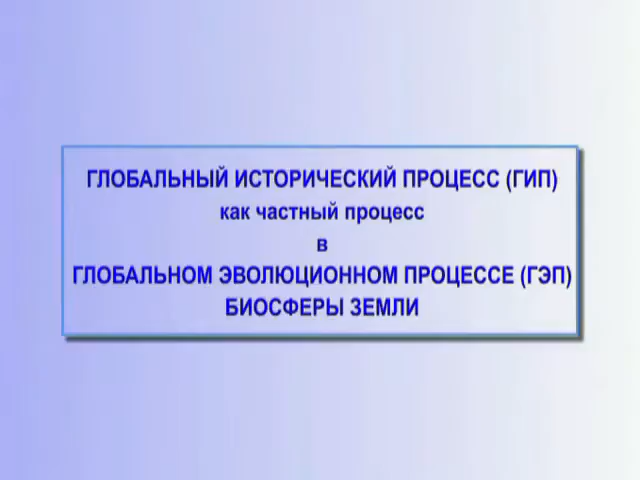 ГЛОБАЛЬНЫЙ ИСТОРИЧЕСКИЙ ПРОЦЕСС (ГИП)
как частный процесс
в
ГЛОБАЛЬНОМ ЭВОЛЮЦИОННОМ ПРОЦЕССЕ (ГЭП)
БИОСФЕРЫ ЗЕМЛИ